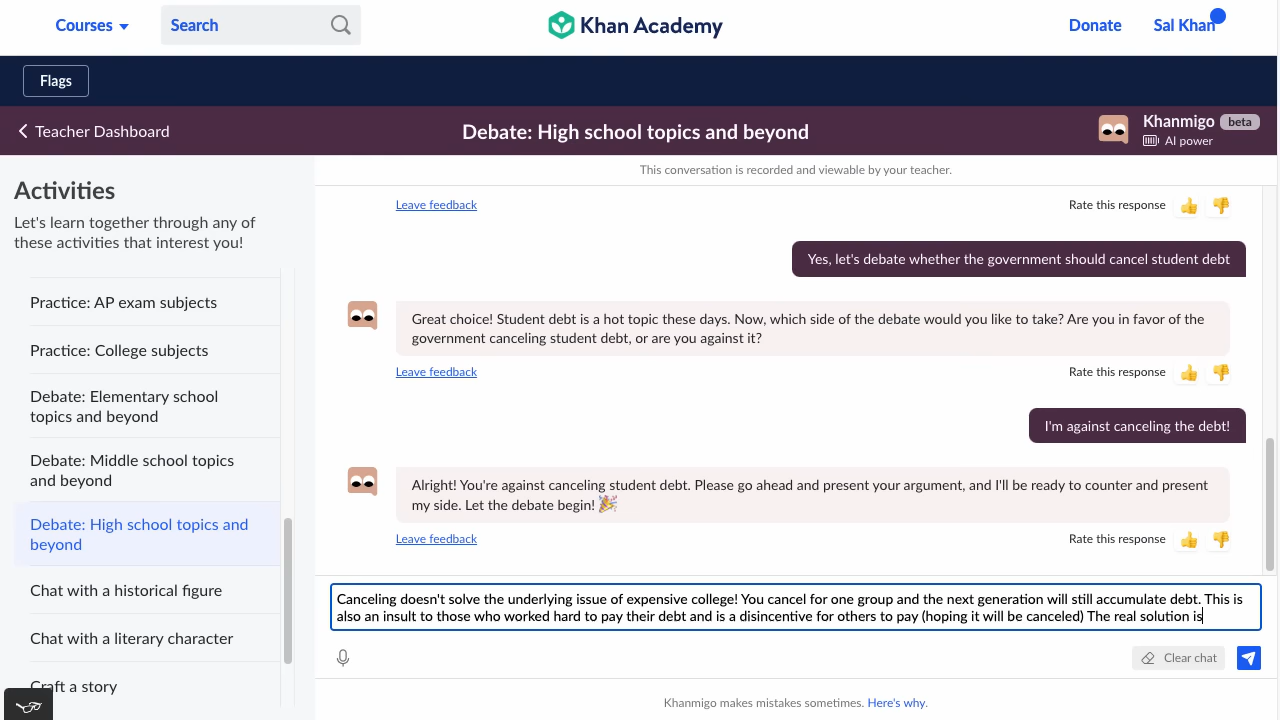 Courses
Search
Khan Academy
Donate
Sal Khan
Flags
Teacher Dashboard
Debate: High school topics and beyond
Khanmigo beta
AI power
Activities
Let's learn together through any of
these activities that interest you!
Practice: AP exam subjects
Practice: College subjects
Debate: Elementary school
topics and beyond
Debate: Middle school topics
and beyond
Debate: High school topics and
beyond
Chat with a historical figure
Chat with a literary character
Craft a story
This conversation is recorded and viewable by your teacher.
Leave feedback
Rate this response
Yes, let's debate whether the government should cancel student debt
Great choice! Student debt is a hot topic these days. Now, which side of the debate would you like to take? Are you in favor of the
government canceling student debt, or are you against it?
Leave feedback
Rate this response
I'm against canceling the debt!
Alright! You're against canceling student debt. Please go ahead and present your argument, and I'll be ready to counter and present
my side. Let the debate begin! 🎉
Leave feedback
Rate this response
Canceling doesn't solve the underlying issue of expensive college! You cancel for one group and the next generation will still accumulate debt. This is
also an insult to those who worked hard to pay their debt and is a disincentive for others to pay (hoping it will be canceled) The real solution is
Clear chat
Khanmigo makes mistakes sometimes. Here's why.